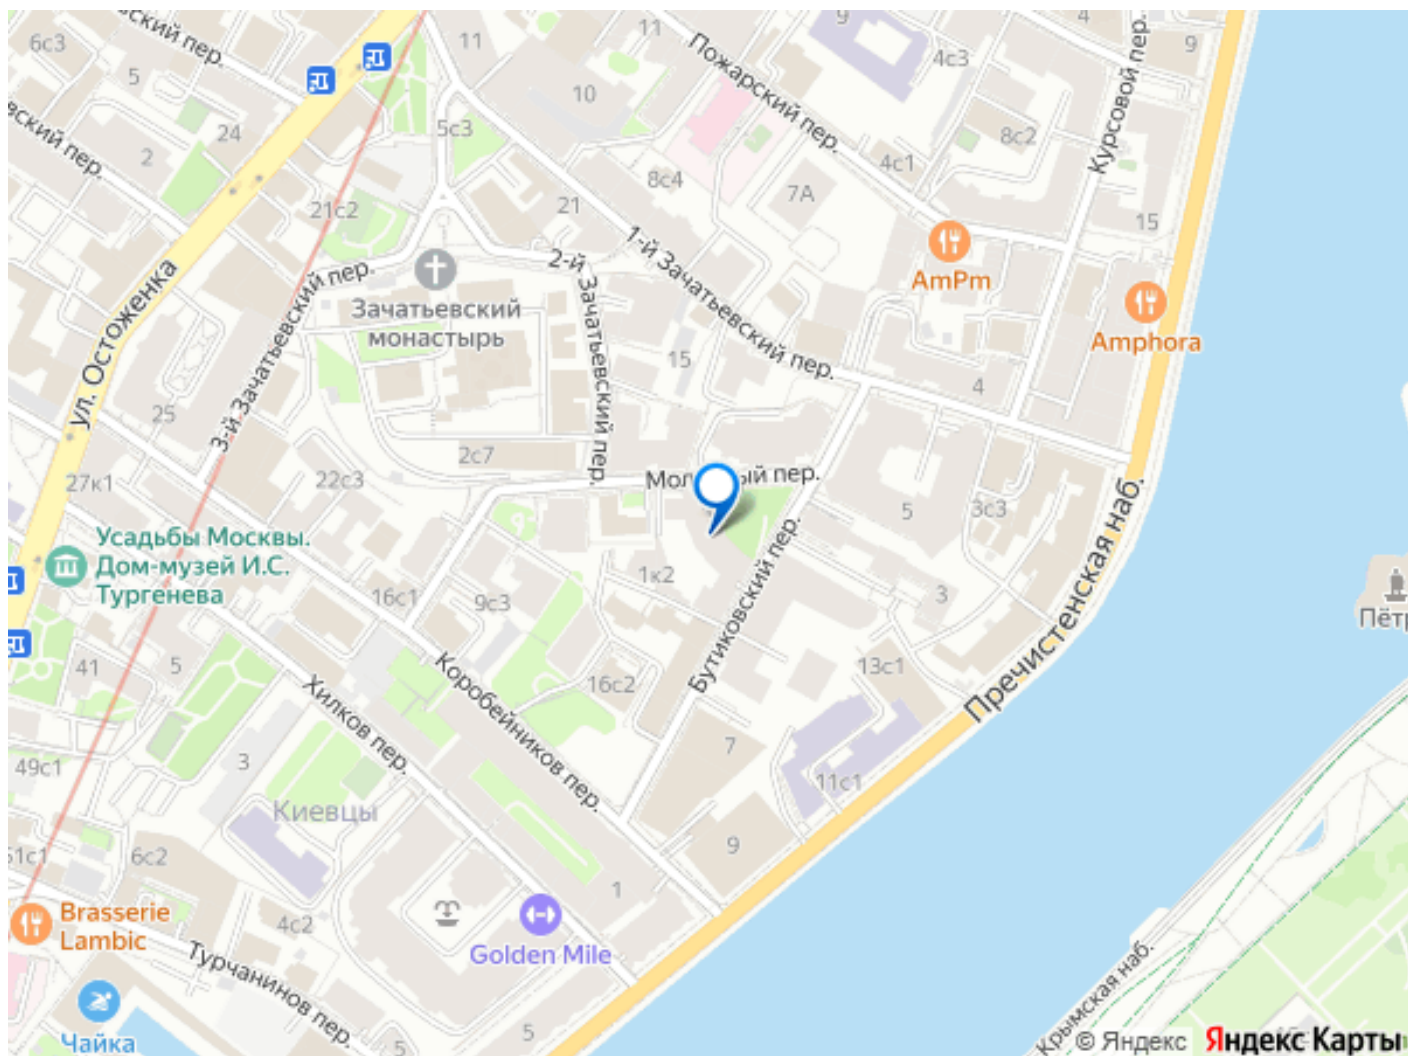 вский пер.
6с3
5
11
11
9
4
9
4с3
Пожарский пер.
Курсовой пер.
10
24
5с3
8с2
вский пер.
2
4с1
8с4
7А
21с2
21
15
1-й Зачатьевский пер.
2-й Зачатьевский пер.
AmPm
Зачатьевский
монастырь
3-й Зачатьевский пер.
ул. Остоженка
Amphora
15
4
25
2с7
22с3
27к1
5
3с3
Усадьбы Москвы.
Дом-музей И.С.
Тургенева
16с1
9с3
1к2
3
Бутиковский пер.
Пречистенская наб.
Пётр
41
5
16с2
13с1
Коробейников пер.
Хилков пер.
7
49с1
3
11с1
Киевцы
9
6с2
1
Brasserie
Lambic
4с2
Golden Mile
Турчанинов пер.
Чайка
5
5
Крымская наб.
© Яндекс
Яндекс Карты